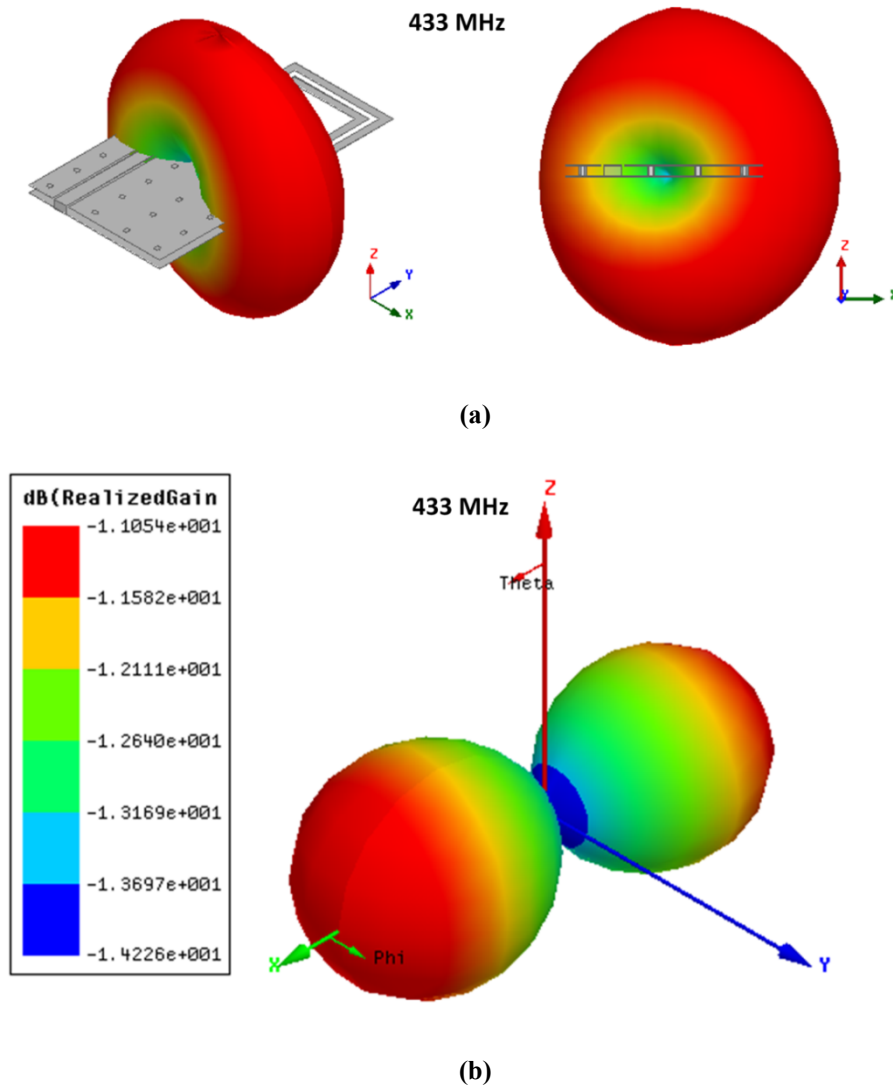 433 MHz
Z
Y
X
Z
Y
X
(a)
dB(RealizedGain
-1.1054e+001
-1.1582e+001
-1.2111e+001
-1.2640e+001
-1.3169e+001
-1.3697e+001
-1.4226e+001
433 MHz
Z
Theta
X
Phi
Y
(b)